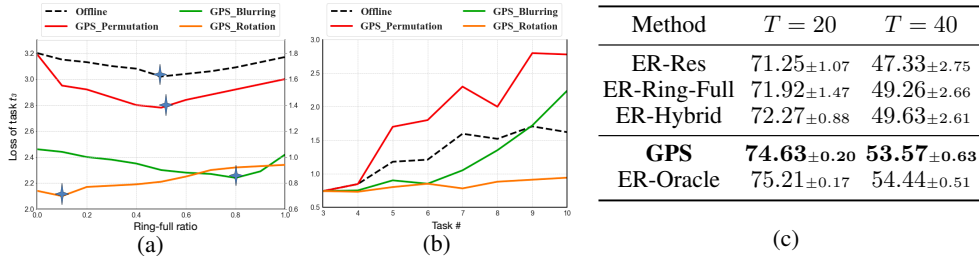 Offline
GPS_Blurring
GPS_Permutation
GPS_Rotation
Loss of task t₃
3.2
3.0
2.8
2.6
2.4
2.2
2.0
1.8
1.6
1.4
1.2
1.0
0.8
0.6
0.0 0.2 0.4 0.6 0.8 1.0
Ring-full ratio
(a)
Offline
GPS_Blurring
GPS_Permutation
GPS_Rotation
3.0
2.5
2.0
1.5
1.0
0.5
3 4 5 6 7 8 9 10
Task #
(b)
Method T = 20 T = 40
ER-Res 71.25±1.07 47.33±2.75
ER-Ring-Full 71.92±1.47 49.26±2.66
ER-Hybrid 72.27±0.88 49.63±2.61
GPS 74.63±0.20 53.57±0.63
ER-Oracle 75.21±0.17 54.44±0.51
(c)